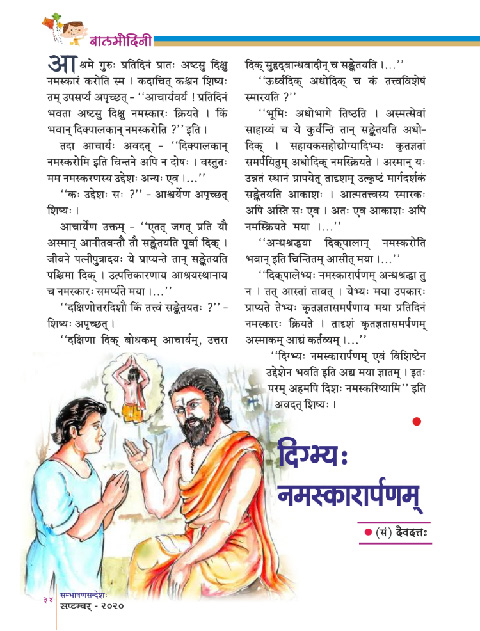 बालमोदिनी
आश्रमे गुरुः प्रतिदिनं प्रातः अष्टसु दिक्षु
नमस्कारं करोति स्म । कदाचित् कश्चन शिष्यः
तम् उपसर्प्य अपृच्छत् - ''आचार्यवर्य ! प्रतिदिनं
भवता अष्टसु दिक्षु नमस्कारः क्रियते । किं
भवान् दिक्पालकान् नमस्करोति ?'' इति ।
तदा आचार्यः अवदत् - ''दिक्पालकान्
नमस्करोमि इति चिन्तने अपि न दोषः । वस्तुतः
मम नमस्करणस्य उद्देशः अन्यः एव ।...''
''कः उद्देशः सः ?'' - आश्चर्येण अपृच्छत्
शिष्यः ।
आचार्येण उक्तम् - ''एतद् जगत् प्रति यौ
अस्मान् आनीतवन्तौ तौ सङ्केतयति पूर्वा दिक् ।
जीवने पत्नीपुत्रादयः ये प्राप्यन्ते तान् सङ्केतयति
पश्चिमा दिक् । उत्पत्तिकारणाय आश्रयस्थानाय
च नमस्कारः समर्प्यते मया ।...''
''दक्षिणोत्तरदिशौ किं तत्त्वं सङ्केतयतः ?'' -
शिष्यः अपृच्छत् ।
''दक्षिणा दिक् बोधकम् आचार्यम्, उत्तरा
दिक् सुहृद्बान्धवादीन् च सङ्केतयति ।...''
''ऊर्ध्वदिक् अधोदिक् च कं तत्त्वविशेषं
स्मारयति ?''
''भूमिः अधोभागे तिष्ठति । अस्मत्सेवां
साहाय्यं च ये कुर्वन्ति तान् सङ्केतयति अधो-
दिक् । सहायकसहोद्योग्यादिभ्यः कृतज्ञतां
समर्पयितुम् अधोदिक् नमस्क्रियते । अस्मान् यः
उन्नतं स्थानं प्रापयेत् तादृशम् उत्कृष्टं मार्गदर्शकं
सङ्केतयति आकाशः । आत्मतत्त्वस्य स्मारकः
अपि अस्ति सः एव । अतः एव आकाशः अपि
नमस्क्रियते मया ।...''
''अन्धश्रद्धया दिक्पालान् नमस्करोति
भवान् इति चिन्तितम् आसीत् मया ।...''
''दिक्पालेभ्यः नमस्कारार्पणम् अन्धश्रद्धा तु
न । तत् आस्तां तावत् । येभ्यः मया उपकारः
प्राप्यते तेभ्यः कृतज्ञतासमर्पणाय मया प्रतिदिनं
नमस्कारः क्रियते । तादृशं कृतज्ञतासमर्पणम्
अस्माकम् आद्यं कर्तव्यम् ।...''
''दिग्भ्यः नमस्कारार्पणम् एवं विशिष्टेन
उद्देशेन भवति इति अद्य मया ज्ञातम् । इतः
परम् अहमपि दिशः नमस्करिष्यामि'' इति
अवदत् शिष्यः ।
दिग्भ्यः
नमस्कारार्पणम्
(सं) दैवदत्तः
३२
सम्भाषणसन्देशः
सप्टम्बर् - २०२०